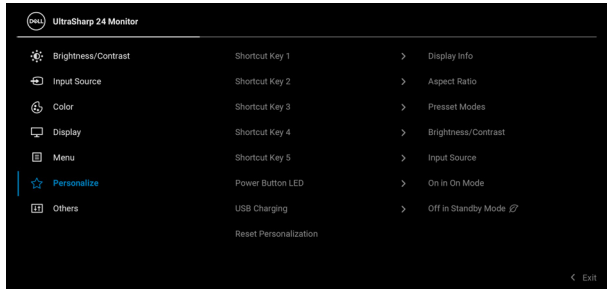 DELL UltraSharp 24 Monitor
Brightness/Contrast Shortcut Key 1 > Display Info
Input Source Shortcut Key 2 > Aspect Ratio
Color Shortcut Key 3 > Presset Modes
Display Shortcut Key 4 > Brightness/Contrast
Menu Shortcut Key 5 > Input Source
Personalize Power Button LED > On in On Mode
Others USB Charging > Off in Standby Mode
Reset Personalization
< Exit